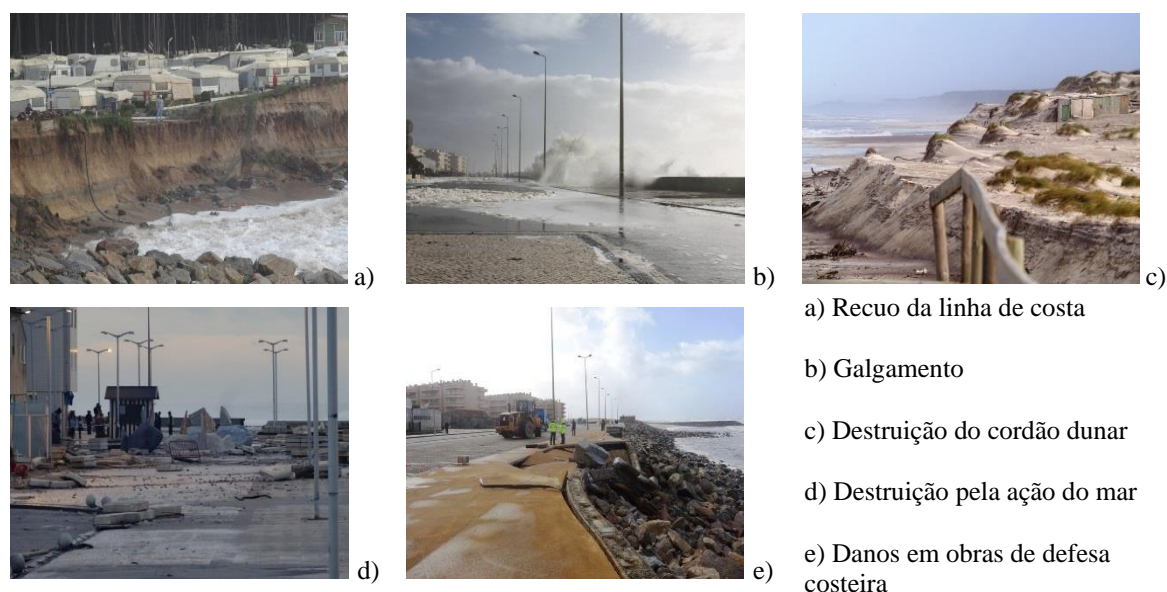 a)
b)
c)
a) Recuo da linha de costa
b) Galgamento
c) Destruição do cordão dunar
d) Destruição pela ação do mar
e) Danos em obras de defesa
costeira
d)
e)